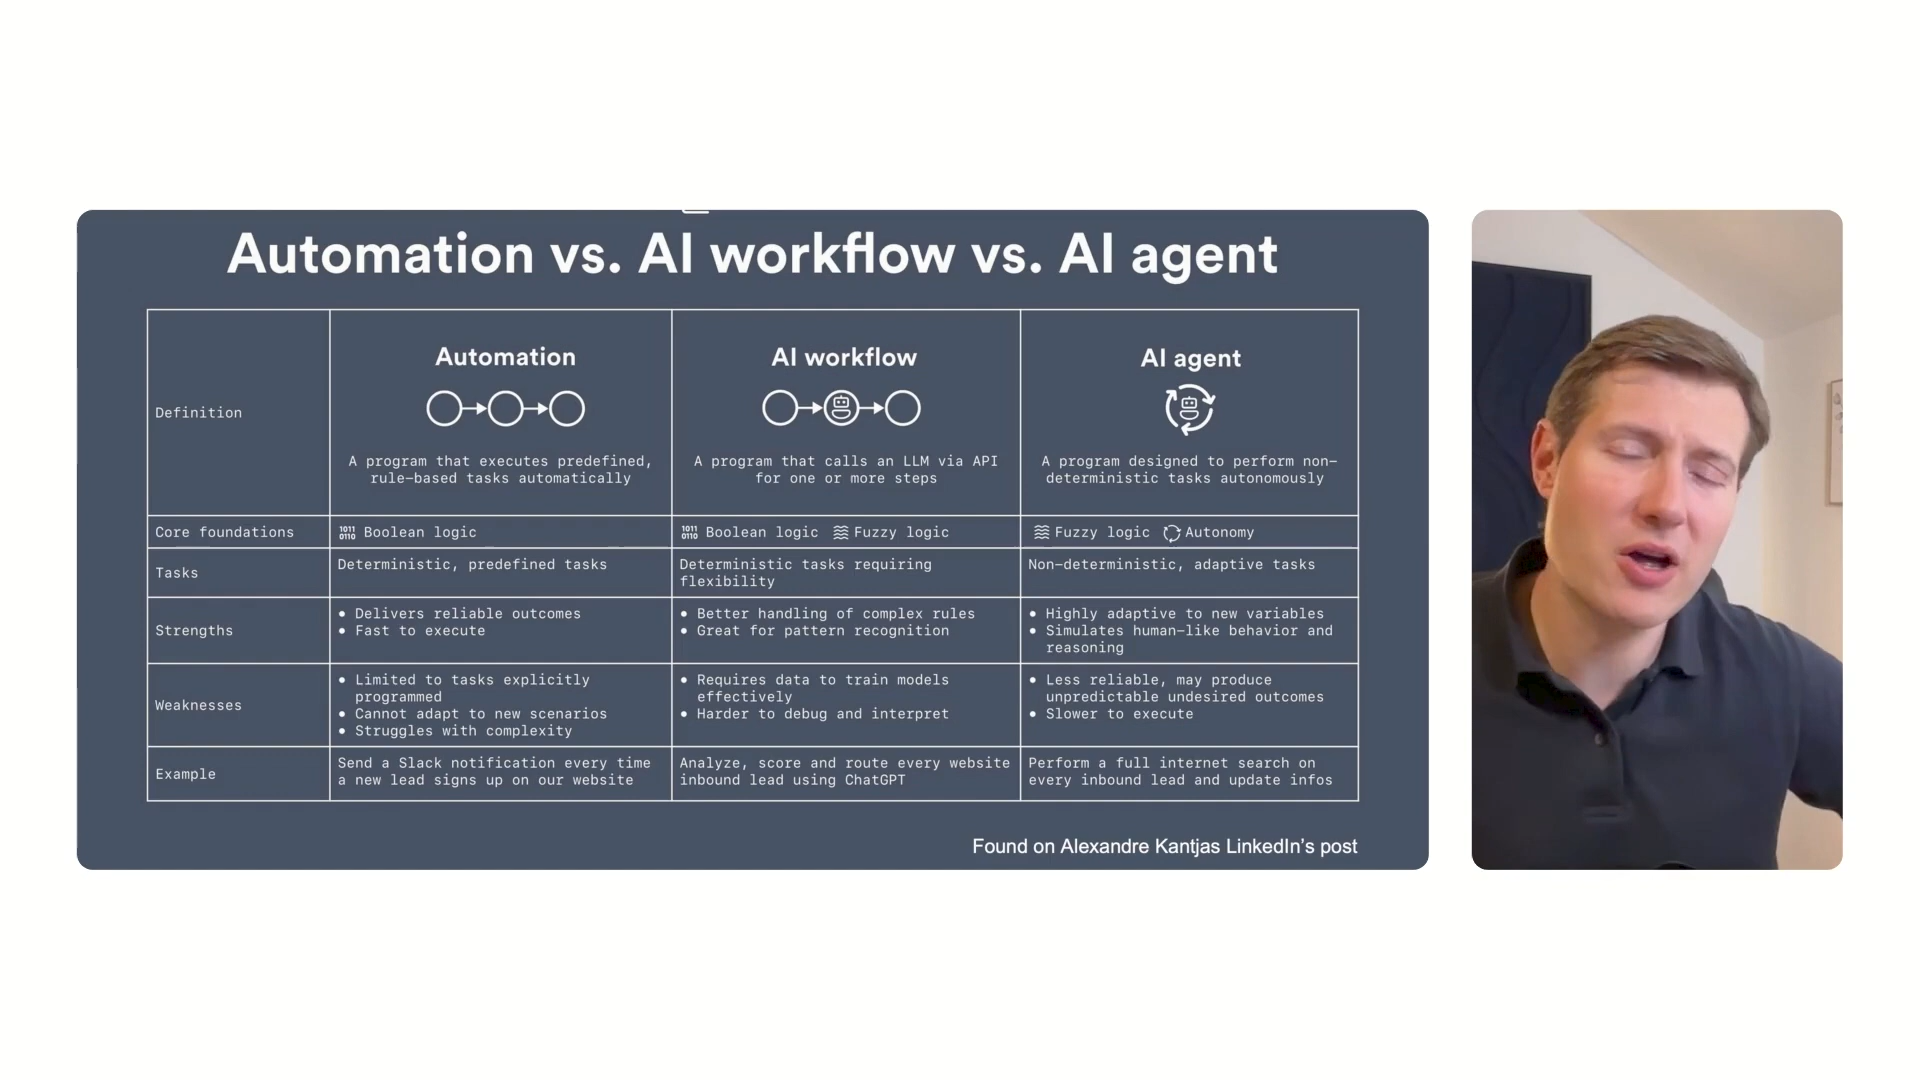 Automation vs. AI workflow vs. AI agent
Definition
Automation
A program that executes predefined,
rule-based tasks automatically
AI workflow
A program that calls an LLM via API
for one or more steps
AI agent
A program designed to perform non-
deterministic tasks autonomously
Core foundations
1011
0110
Boolean logic
1011
0110
Boolean logic
Fuzzy logic
Fuzzy logic
Autonomy
Tasks
Deterministic, predefined tasks
Deterministic tasks requiring
flexibility
Non-deterministic, adaptive tasks
Strengths
• Delivers reliable outcomes
• Fast to execute
• Better handling of complex rules
• Great for pattern recognition
• Highly adaptive to new variables
• Simulates human-like behavior and
reasoning
Weaknesses
• Limited to tasks explicitly
programmed
• Cannot adapt to new scenarios
• Struggles with complexity
• Requires data to train models
effectively
• Harder to debug and interpret
• Less reliable, may produce
unpredictable undesired outcomes
• Slower to execute
Example
Send a Slack notification every time
a new lead signs up on our website
Analyze, score and route every website
inbound lead using ChatGPT
Perform a full internet search on
every inbound lead and update infos
Found on Alexandre Kantjas LinkedIn's post